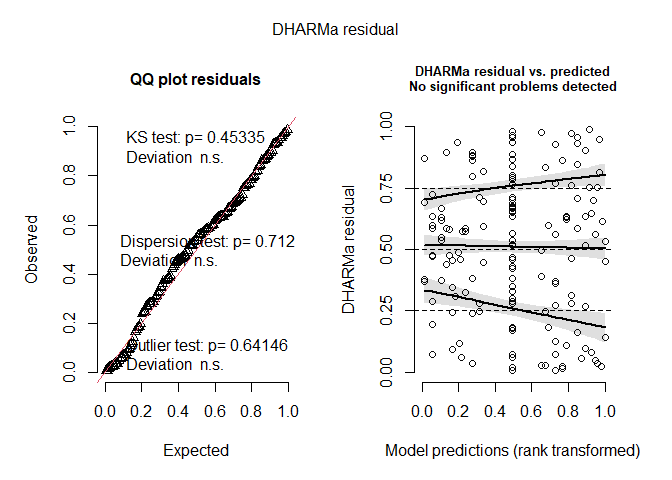 DHARMa residual
QQ plot residuals
KS test: p= 0.45335
Deviation n.s.
Dispersion test: p= 0.712
Deviation n.s.
Outlier test: p= 0.64146
Deviation n.s.
Observed
0.0 0.2 0.4 0.6 0.8 1.0
0.0 0.2 0.4 0.6 0.8 1.0
Expected
DHARMa residual vs. predicted
No significant problems detected
DHARMa residual
0.00 0.25 0.50 0.75 1.00
0.0 0.2 0.4 0.6 0.8 1.0
Model predictions (rank transformed)